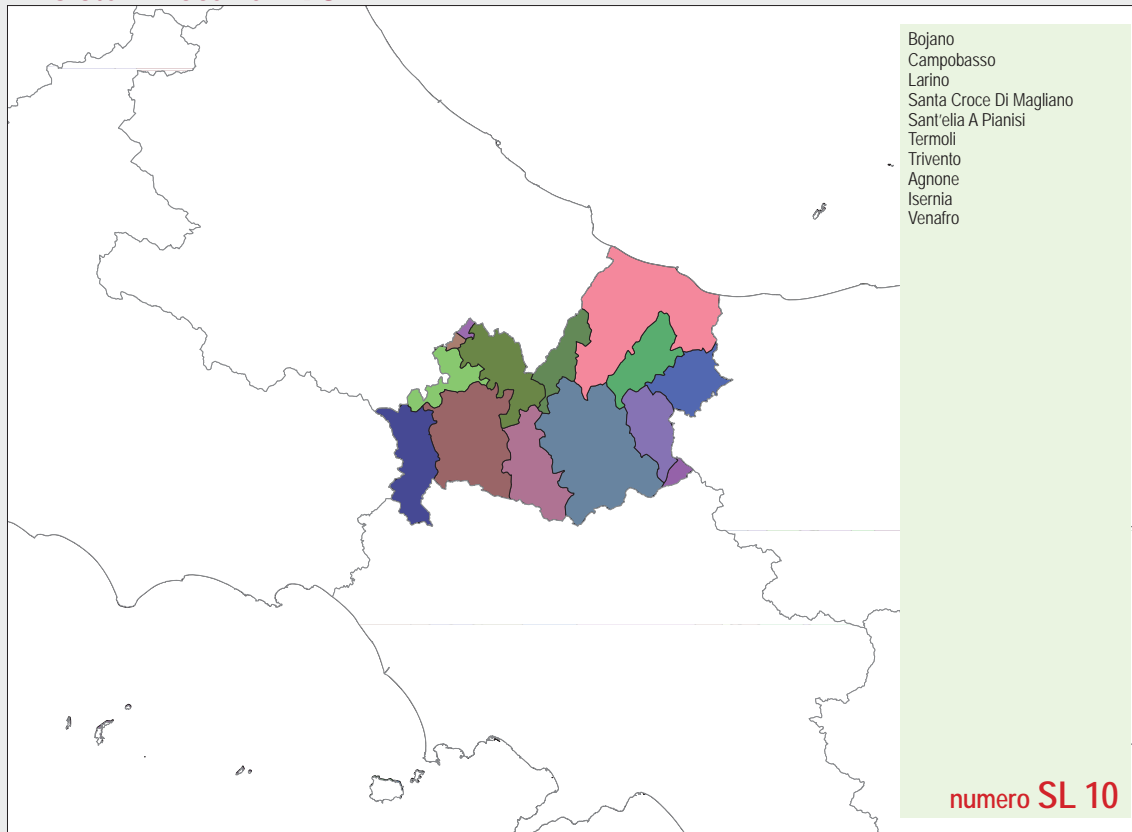 Bojano
Campobasso
Larino
Santa Croce Di Magliano
Sant'elia A Pianisi
Termoli
Trivento
Agnone
Isernia
Venafro
numero SL 10